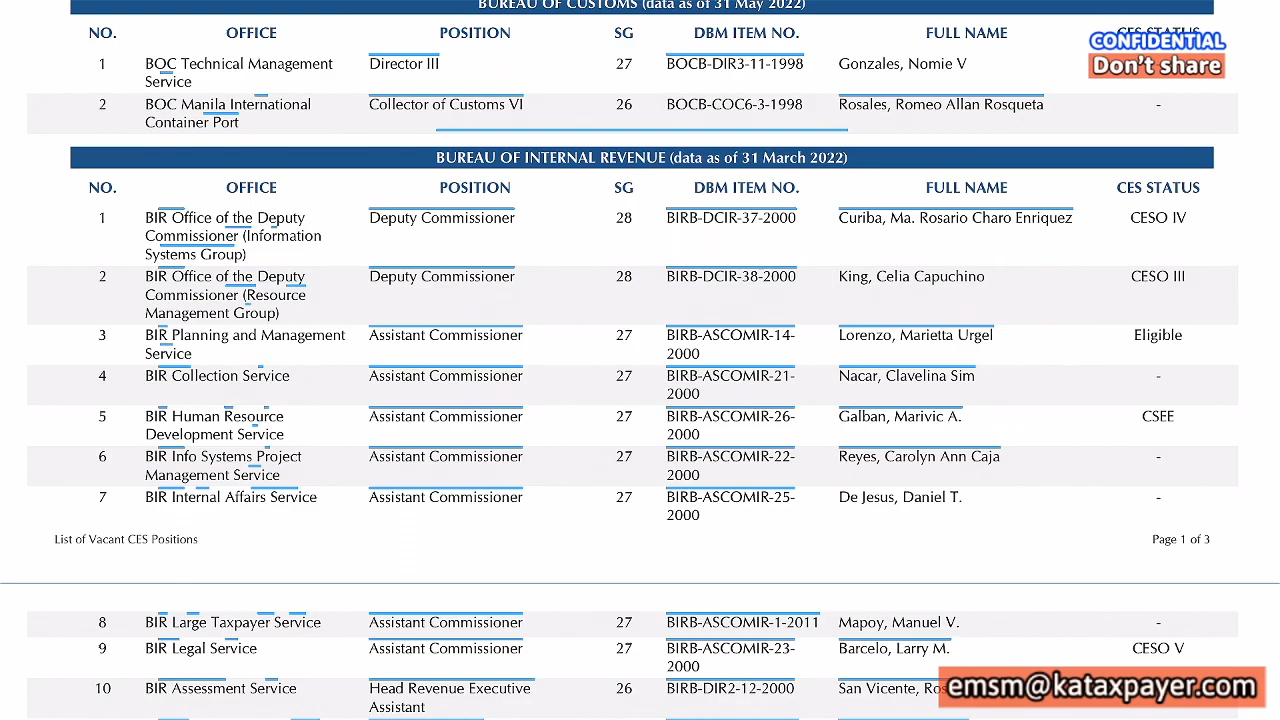 BUREAU OF CUSTOMS (data as of 31 May 2022)
NO. OFFICE POSITION SG DBM ITEM NO. FULL NAME CES STATUS
CONFIDENTIAL
Don't share
1 BOC Technical Management Director III 27 BOCB-DIR3-11-1998 Gonzales, Nomie V
Service
2 BOC Manila International Collector of Customs VI 26 BOCB-COC6-3-1998 Rosales, Romeo Allan Rosqueta -
Container Port
BUREAU OF INTERNAL REVENUE (data as of 31 March 2022)
NO. OFFICE POSITION SG DBM ITEM NO. FULL NAME CES STATUS
1 BIR Office of the Deputy Deputy Commissioner 28 BIRB-DCIR-37-2000 Curiba, Ma. Rosario Charo Enriquez CESO IV
Commissioner (Information
Systems Group)
2 BIR Office of the Deputy Deputy Commissioner 28 BIRB-DCIR-38-2000 King, Celia Capuchino CESO III
Commissioner (Resource
Management Group)
3 BIR Planning and Management Assistant Commissioner 27 BIRB-ASCOMIR-14- Lorenzo, Marietta Urgel Eligible
Service 2000
4 BIR Collection Service Assistant Commissioner 27 BIRB-ASCOMIR-21- Nacar, Clavelina Sim -
2000
5 BIR Human Resource Assistant Commissioner 27 BIRB-ASCOMIR-26- Galban, Marivic A. CSEE
Development Service 2000
6 BIR Info Systems Project Assistant Commissioner 27 BIRB-ASCOMIR-22- Reyes, Carolyn Ann Caja -
Management Service 2000
7 BIR Internal Affairs Service Assistant Commissioner 27 BIRB-ASCOMIR-25- De Jesus, Daniel T. -
2000
List of Vacant CES Positions Page 1 of 3
8 BIR Large Taxpayer Service Assistant Commissioner 27 BIRB-ASCOMIR-1-2011 Mapoy, Manuel V. -
9 BIR Legal Service Assistant Commissioner 27 BIRB-ASCOMIR-23- Barcelo, Larry M. CESO V
2000
10 BIR Assessment Service Head Revenue Executive 26 BIRB-DIR2-12-2000 San Vicente,
Assistant
emsm@kataxpayer.com